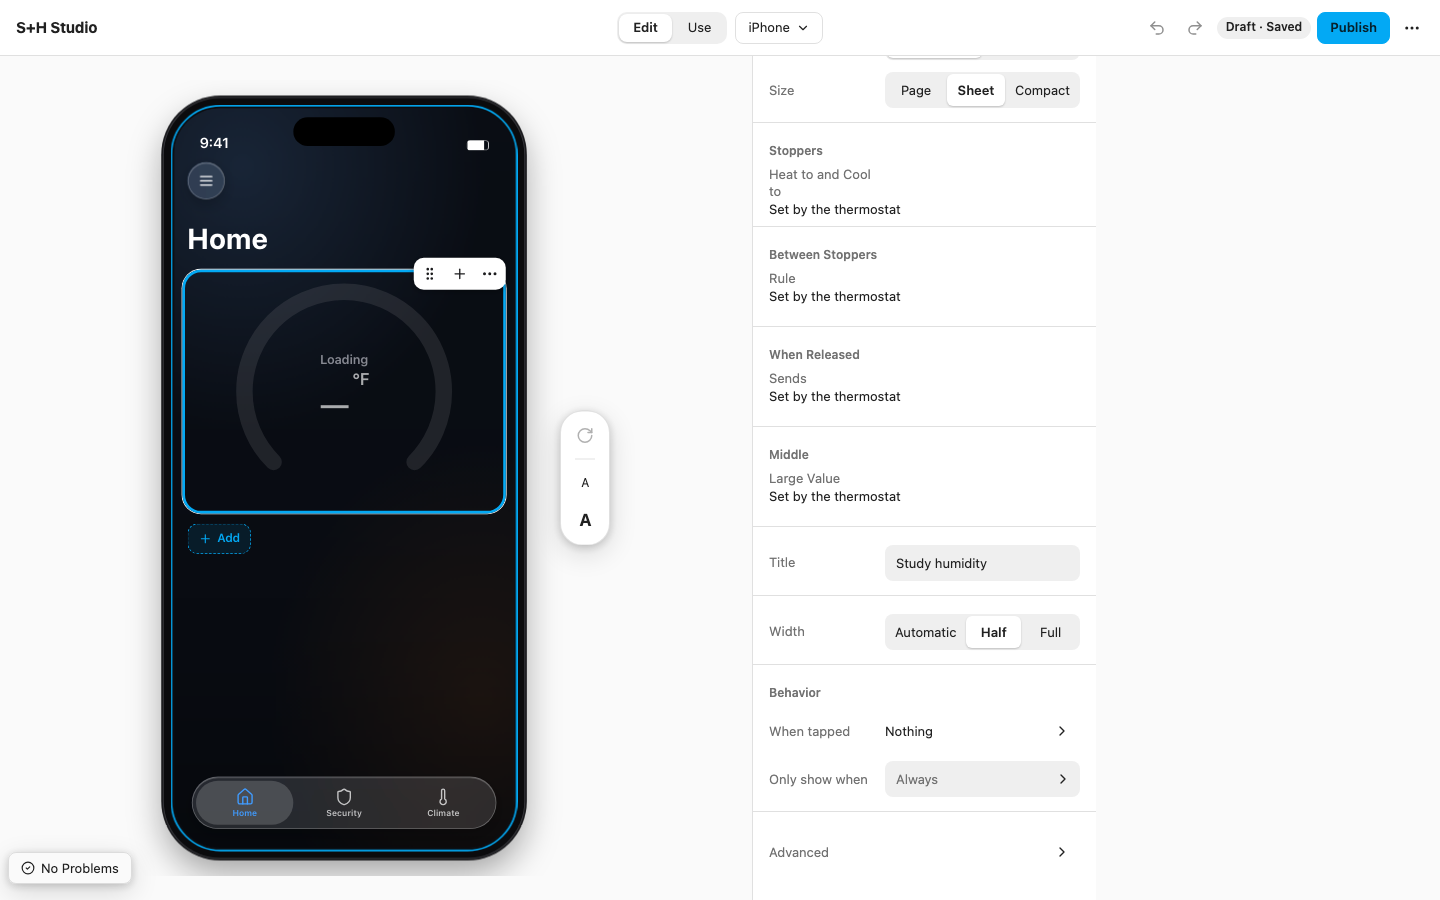 S+H Studio
Edit
Use
iPhone
Draft · Saved
Publish
9:41
Home
Loading
°F
Add
Home
Security
Climate
A
A
No Problems
Size
Page
Sheet
Compact
Stoppers
Heat to and Cool
to
Set by the thermostat
Between Stoppers
Rule
Set by the thermostat
When Released
Sends
Set by the thermostat
Middle
Large Value
Set by the thermostat
Title
Study humidity
Width
Automatic
Half
Full
Behavior
When tapped
Nothing
Only show when
Always
Advanced